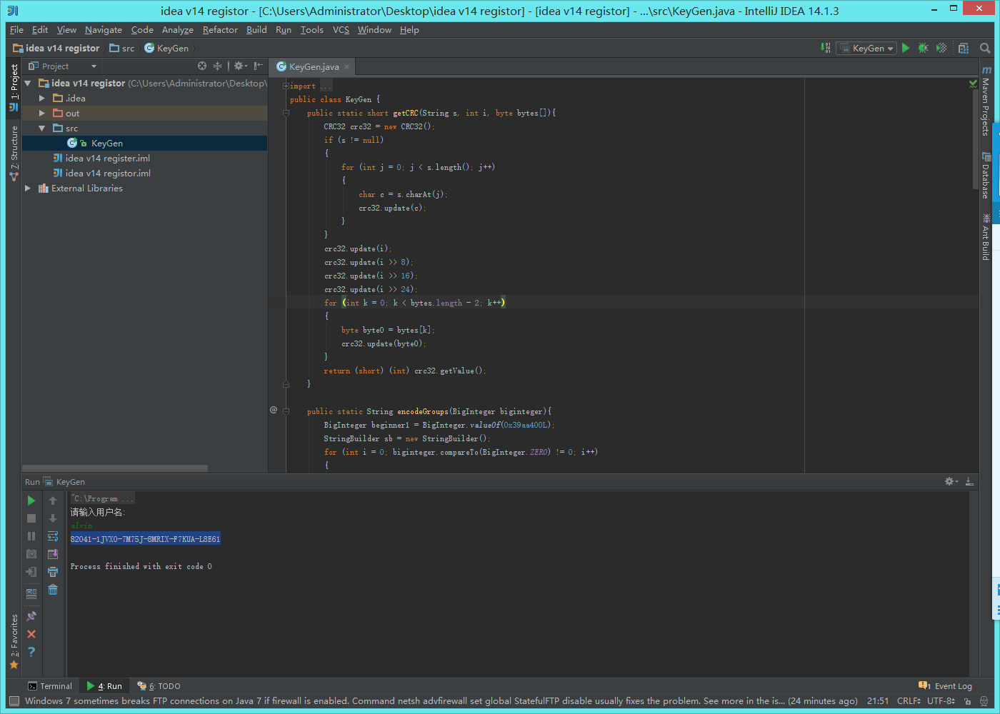 idea v14 registor - [C:\Users\Administrator\Desktop\idea v14 registor] - [idea v14 registor] - ...\src\KeyGen.java - IntelliJ IDEA 14.1.3
File Edit View Navigate Code Analyze Refactor Build Run Tools VCS Window Help
idea v14 registor src KeyGen
KeyGen
1: Project
Z: Structure
2: Favorites
Project
idea v14 registor (C:\Users\Administrator\Desktop\
.idea
out
src
KeyGen
idea v14 register.iml
idea v14 registor.iml
External Libraries
KeyGen.java
import ...
public class KeyGen {
public static short getCRC(String s, int i, byte bytes[]){
CRC32 crc32 = new CRC32();
if (s != null)
{
for (int j = 0; j < s.length(); j++)
{
char c = s.charAt(j);
crc32.update(c);
}
}
crc32.update(i);
crc32.update(i >> 8);
crc32.update(i >> 16);
crc32.update(i >> 24);
for (int k = 0; k < bytes.length - 2; k++)
{
byte byte0 = bytes[k];
crc32.update(byte0);
}
return (short) (int) crc32.getValue();
}
public static String encodeGroups(BigInteger biginteger){
BigInteger beginner1 = BigInteger.valueOf(0x39aa400L);
StringBuilder sb = new StringBuilder();
for (int i = 0; biginteger.compareTo(BigInteger.ZERO) != 0; i++)
{
m Maven Projects
Database
Ant Build
Run KeyGen
"C:\Program ...
请输入用户名:
alvin
82041-1JVX0-7M75J-8MRIX-F7KUA-LSE61
Process finished with exit code 0
Terminal 4: Run 6: TODO 1 Event Log
Windows 7 sometimes breaks FTP connections on Java 7 if firewall is enabled. Command netsh advfirewall set global StatefulFTP disable usually fixes the problem. See more in the is... (24 minutes ago) 21:51 CRLF÷ UTF-8÷